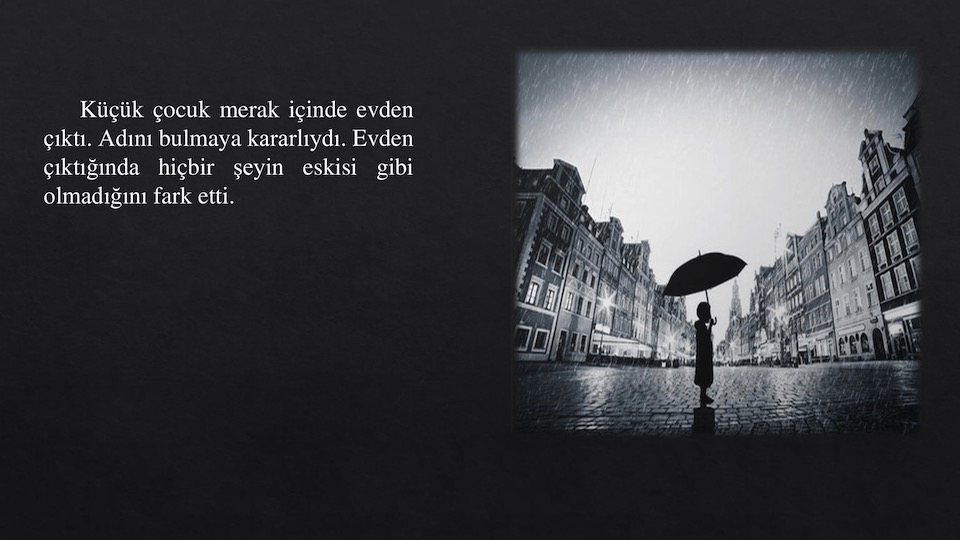 Küçük çocuk merak içinde evden
çıktı. Adını bulmaya kararlıydı. Evden
çıktığında hiçbir şeyin eskisi gibi
olmadığını fark etti.